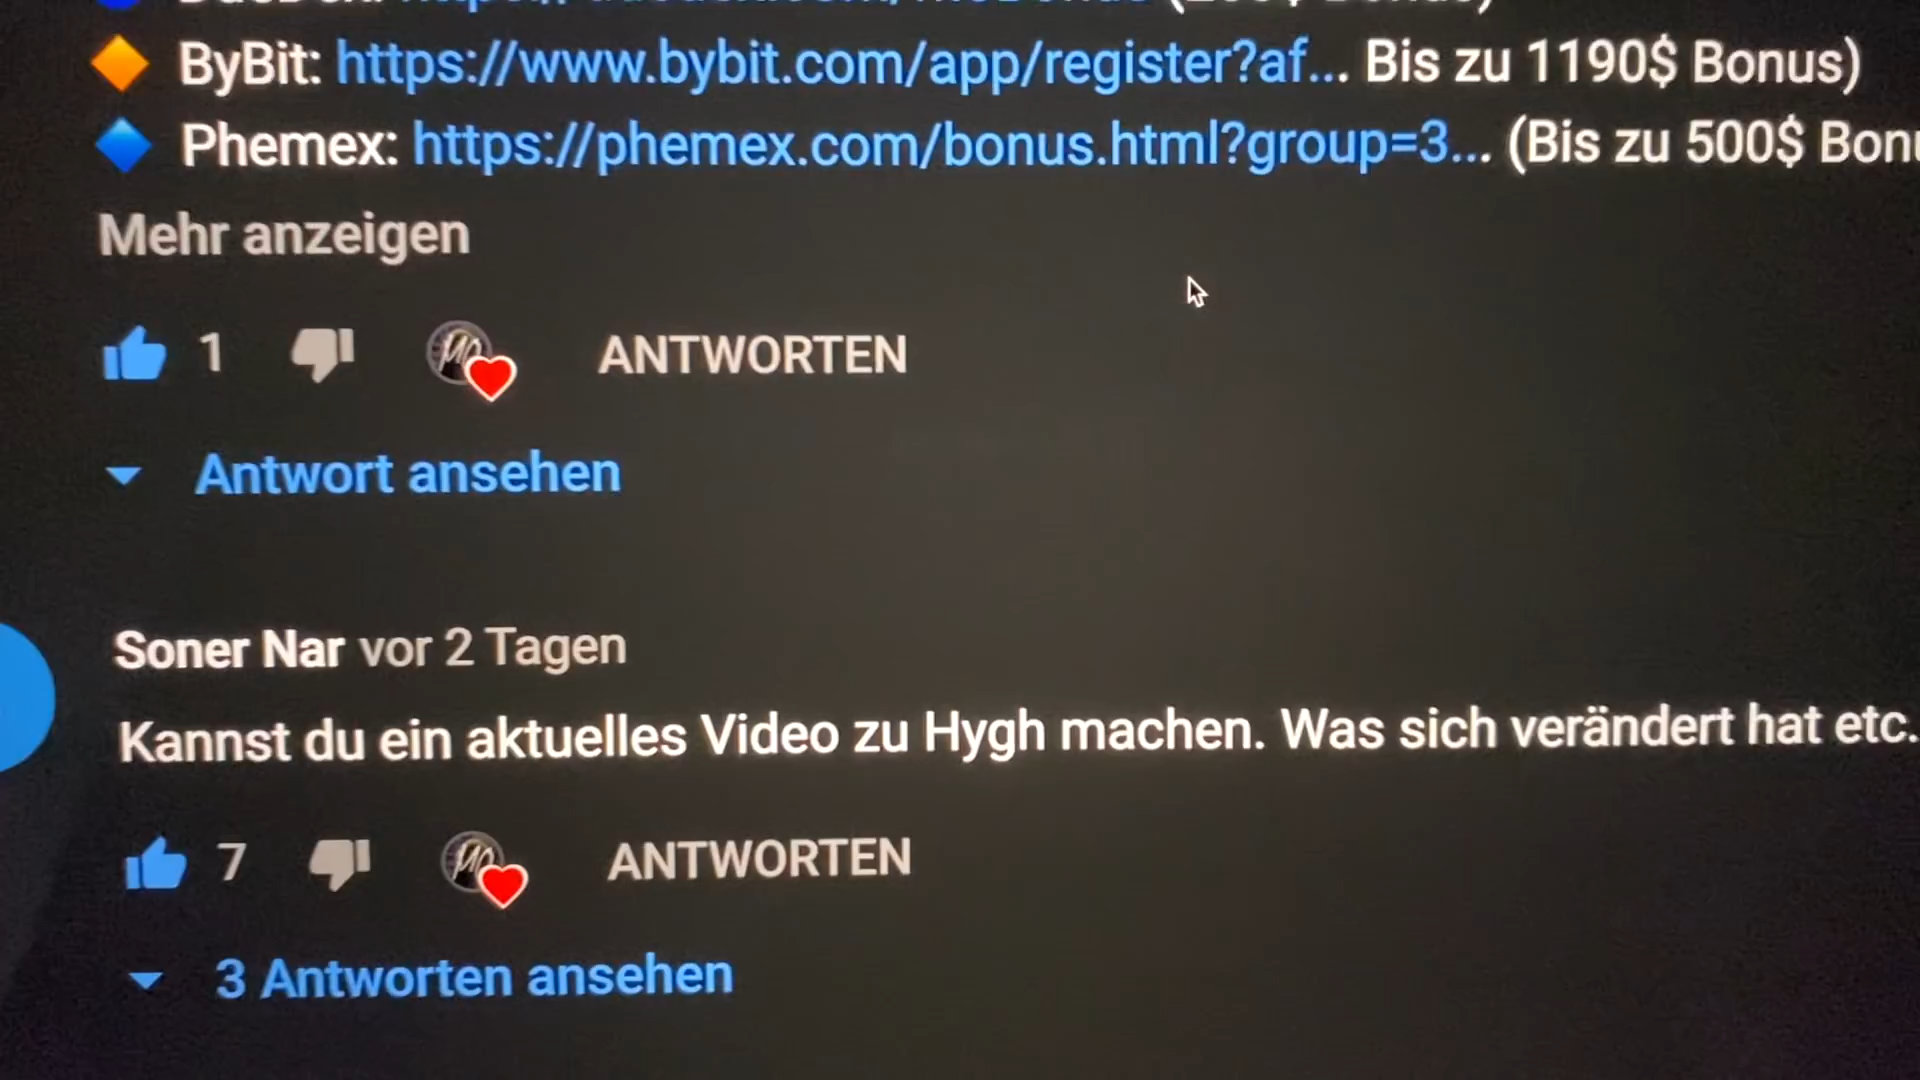 ByBit: https://www.bybit.com/app/register?af... Bis zu 1190$ Bonus)
Phemex: https://phemex.com/bonus.html?group=3... (Bis zu 500$
Mehr anzeigen
1 ANTWORTEN
Antwort ansehen
Soner Nar vor 2 Tagen
Kannst du ein aktuelles Video zu Hygh machen. Was sich verändert hat etc.
7 ANTWORTEN
3 Antworten ansehen